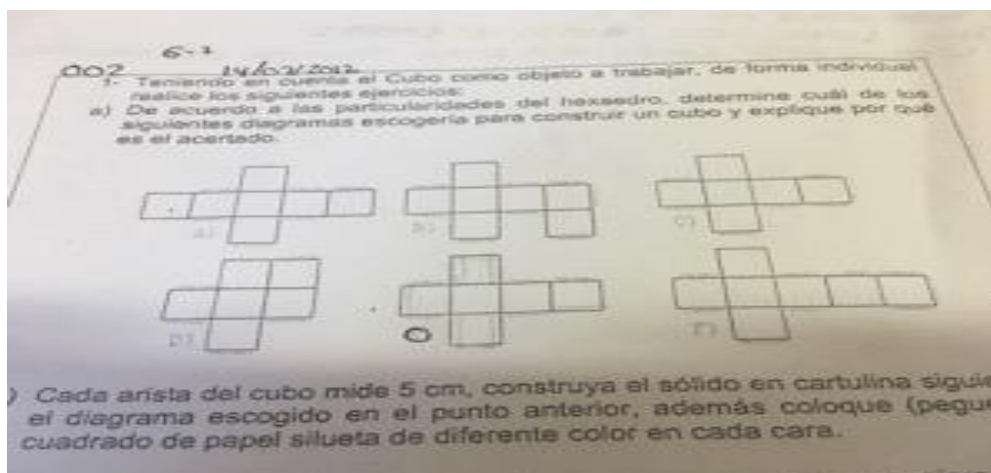 6-7
002 14/02/2022
1- Teniendo en cuenta el Cubo como objeto a trabajar, de forma individual
realice los siguientes ejercicios:
a) De acuerdo a las particularidades del hexaedro, determine cuál de los
siguientes diagramas escogería para construir un cubo y explique por qué
es el acertado.
A) B) C)
D) F)
) Cada arista del cubo mide 5 cm, construya el sólido en cartulina sigui
el diagrama escogido en el punto anterior, además coloque (pegu
cuadrado de papel silueta de diferente color en cada cara.